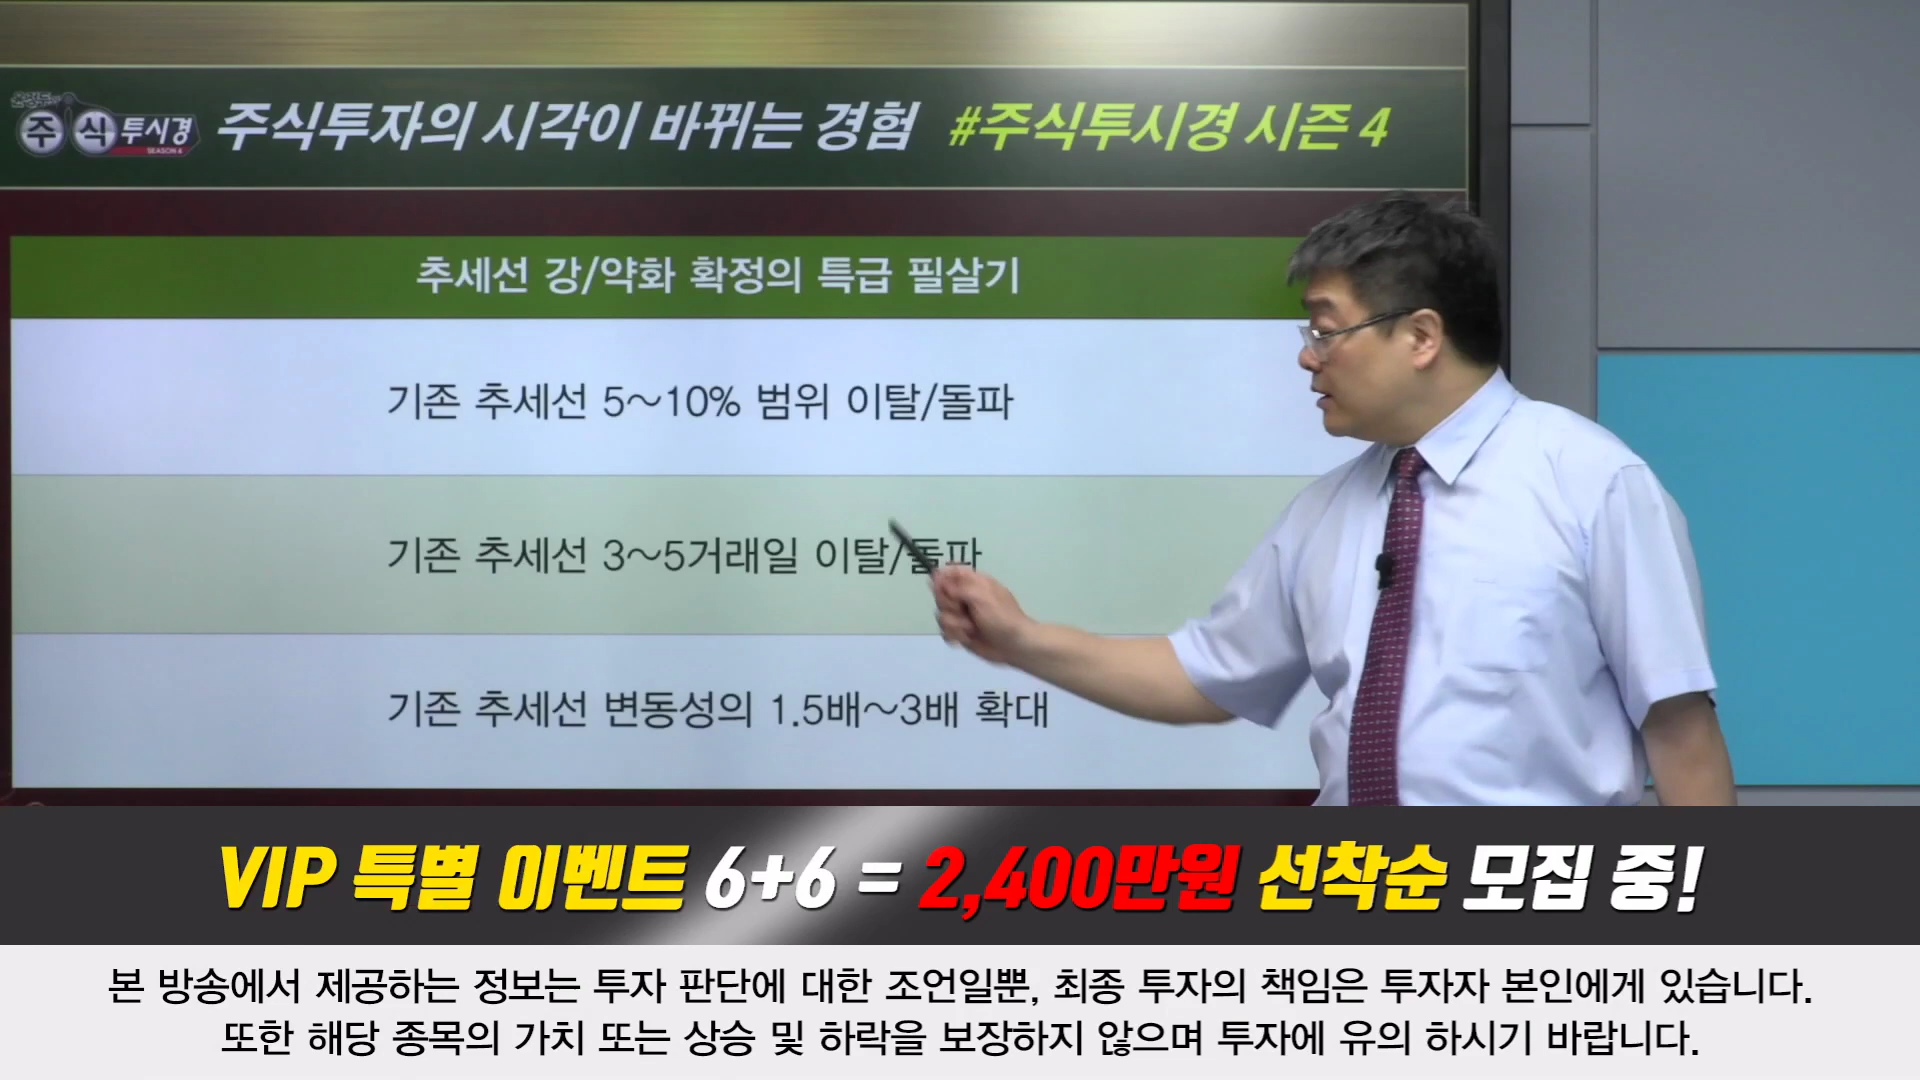 윤정두의
주식투시경
SEASON 4
주식투자의 시각이 바뀌는 경험 #주식투시경 시즌 4
추세선 강/약화 확정의 특급 필살기
기존 추세선 5~10% 범위 이탈/돌파
기존 추세선 3~5거래일 이탈/돌파
기존 추세선 변동성의 1.5배~3배 확대
VIP 특별 이벤트 6+6 = 2,400만원 선착순 모집 중!
본 방송에서 제공하는 정보는 투자 판단에 대한 조언일뿐, 최종 투자의 책임은 투자자 본인에게 있습니다.
또한 해당 종목의 가치 또는 상승 및 하락을 보장하지 않으며 투자에 유의 하시기 바랍니다.